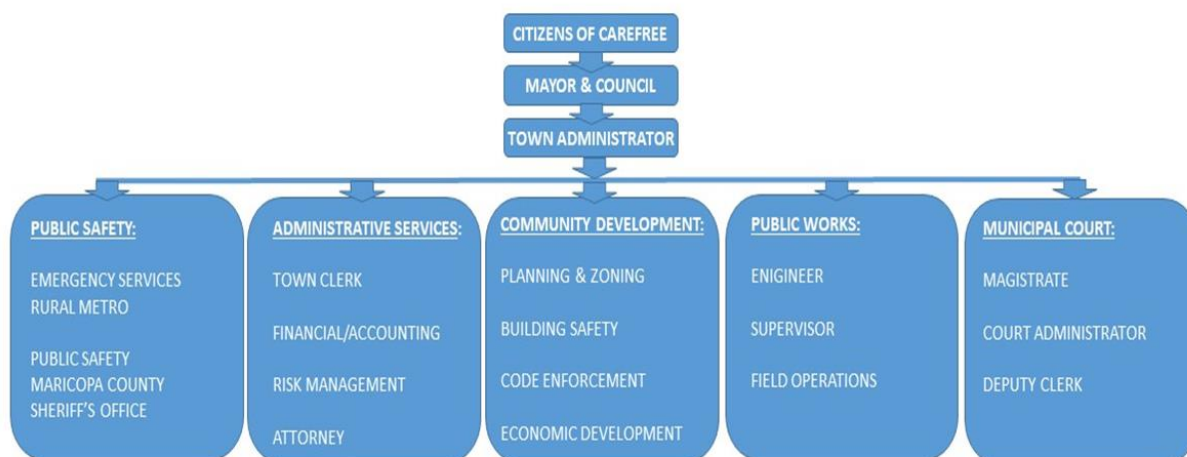 CITIZENS OF CAREFREE
MAYOR & COUNCIL
TOWN ADMINISTRATOR
PUBLIC SAFETY:
EMERGENCY SERVICES
RURAL METRO
PUBLIC SAFETY
MARICOPA COUNTY
SHERIFF'S OFFICE
ADMINISTRATIVE SERVICES:
TOWN CLERK
FINANCIAL/ACCOUNTING
RISK MANAGEMENT
ATTORNEY
COMMUNITY DEVELOPMENT:
PLANNING & ZONING
BUILDING SAFETY
CODE ENFORCEMENT
ECONOMIC DEVELOPMENT
PUBLIC WORKS:
ENIGINEER
SUPERVISOR
FIELD OPERATIONS
MUNICIPAL COURT:
MAGISTRATE
COURT ADMINISTRATOR
DEPUTY CLERK